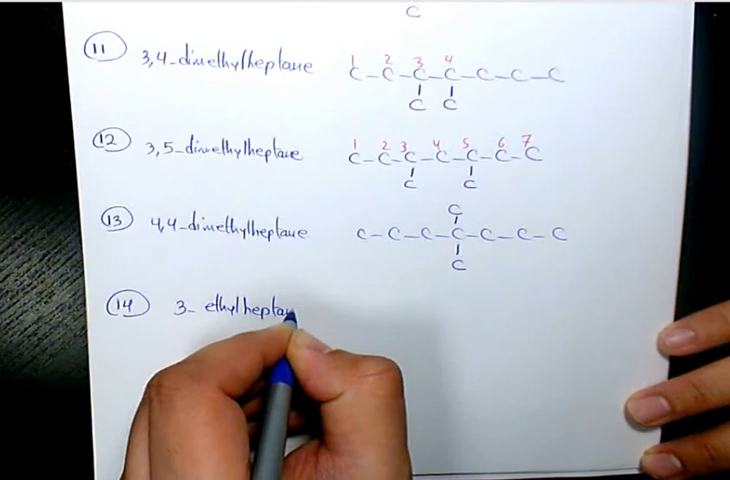 C
11 3,4-dimethylheptane
1 2 3 4
C-C-C-C-C-C-C
C C
12 3,5-dimethylheptane
1 2 3 4 5 6 7
C-C-C-C-C-C-C
C C
13 4,4-dimethylheptane
C
C-C-C-C-C-C-C
C
14 3-ethylheptan